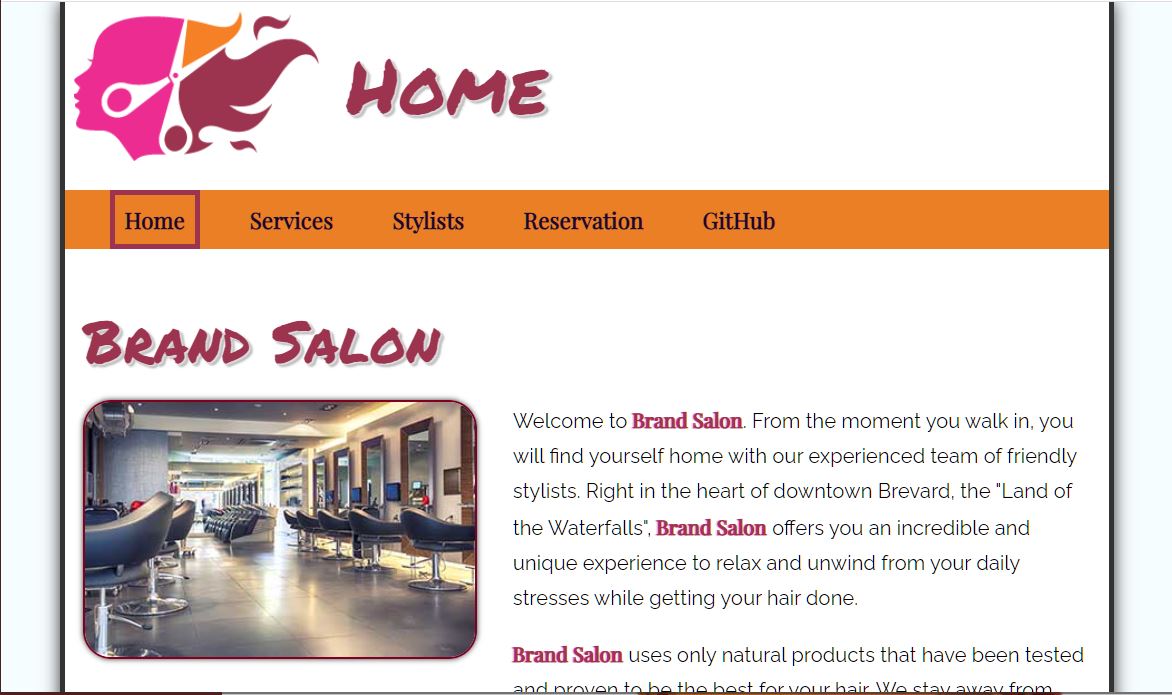 Home
Home Services Stylists Reservation GitHub
Brand Salon
Welcome to Brand Salon. From the moment you walk in, you
will find yourself home with our experienced team of friendly
stylists. Right in the heart of downtown Brevard, the "Land of
the Waterfalls", Brand Salon offers you an incredible and
unique experience to relax and unwind from your daily
stresses while getting your hair done.
Brand Salon uses only natural products that have been tested
and proven to be the best for your hair. We stay away from